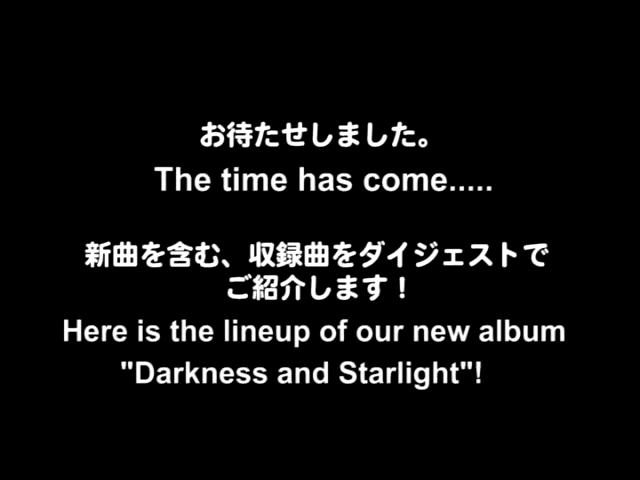 お待たせしました。
The time has come.....
新曲を含む、収録曲をダイジェストで
ご紹介します！
Here is the lineup of our new album
"Darkness and Starlight"!